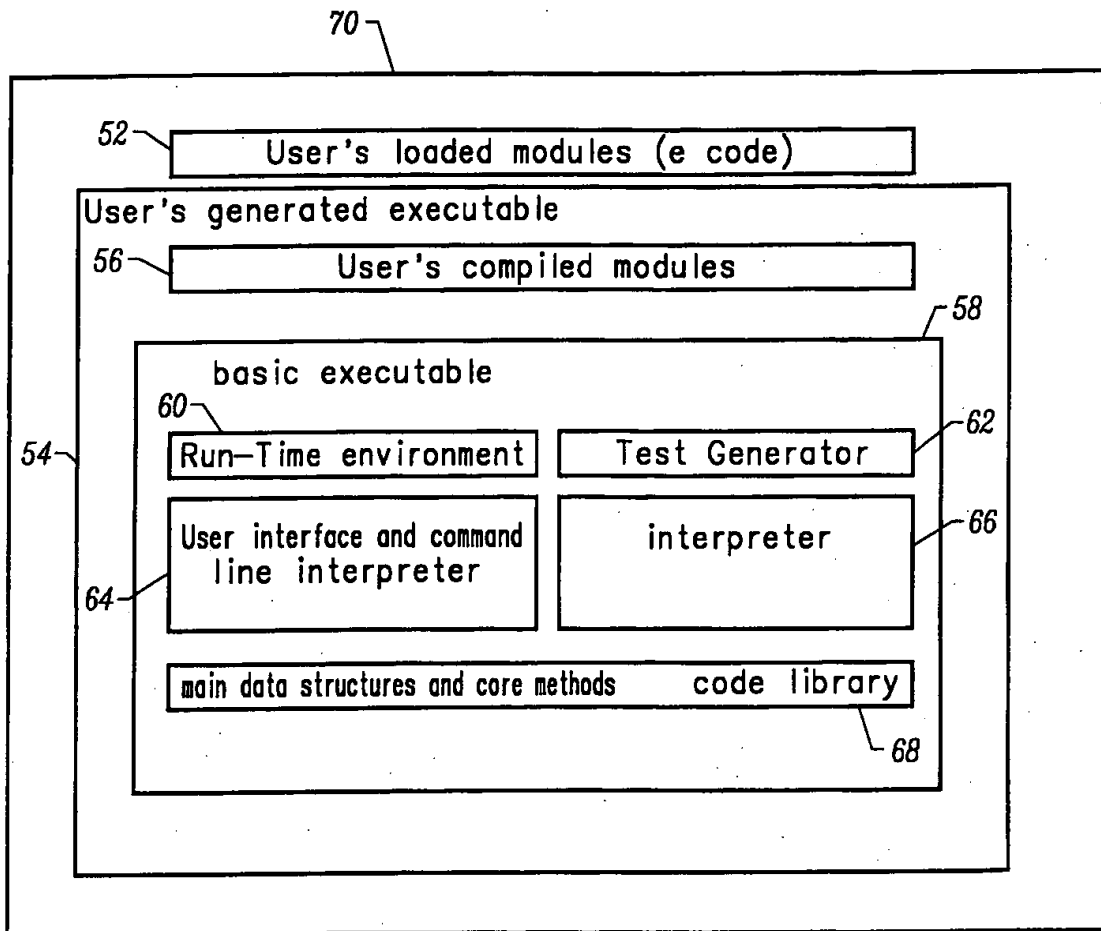 70
52
User's loaded modules (e code)
User's generated executable
56
User's compiled modules
58
basic executable
60
54
Run-Time environment
Test Generator
62
User interface and command
line interpreter
interpreter
66
64
main data structures and core methods code library
68